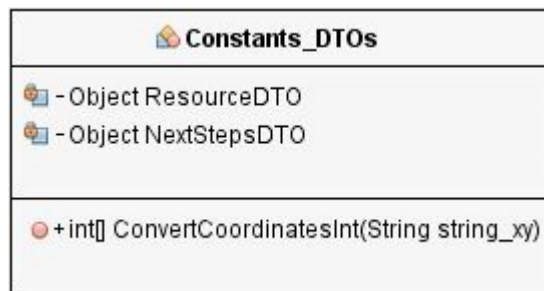 Constants_DTOs
-Object ResourceDTO
-Object NextStepsDTO
+int[] ConvertCoordinatesInt(String string_xy)